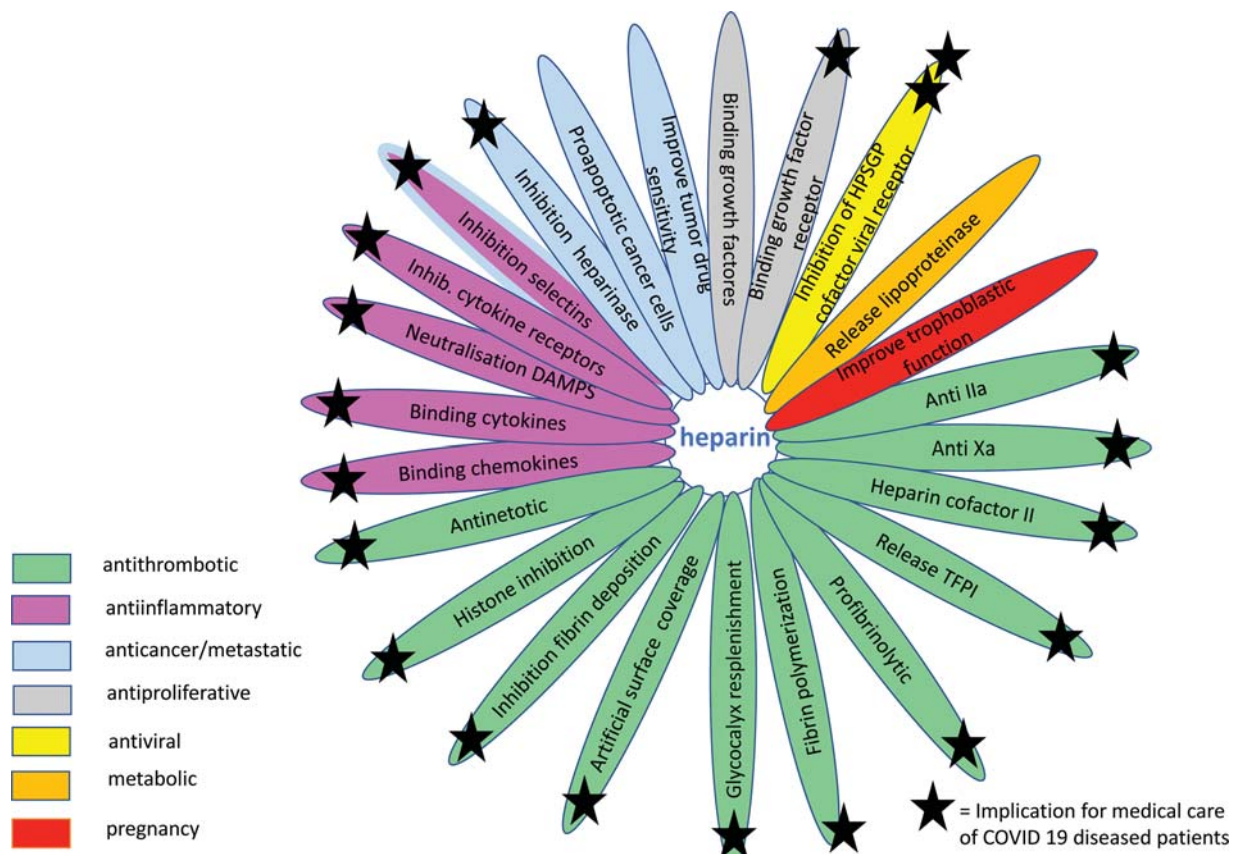 Binding growth factores
Binding growth factor
receptor
Inhibition of HPSGP
cofactor viral receptor
Release lipoproteinase
Improve trophoblastic
function
Anti IIa
Anti Xa
Heparin cofactor II
Release TFPI
Profibrinolytic
Fibrin polymerization
Glycocalyx resplenishment
Artificial surface coverage
Inhibition fibrin deposition
Histone inhibition
Antinetotic
Binding chemokines
Binding cytokines
Neutralisation DAMPS
Inhib. cytokine receptors
Inhibition selectins
Inhibition heparinase
Proapoptotic cancer cells
Improve tumor drug
sensitivity
heparin
antithrombotic
antiinflammatory
anticancer/metastatic
antiproliferative
antiviral
metabolic
pregnancy
= Implication for medical care
of COVID 19 diseased patients